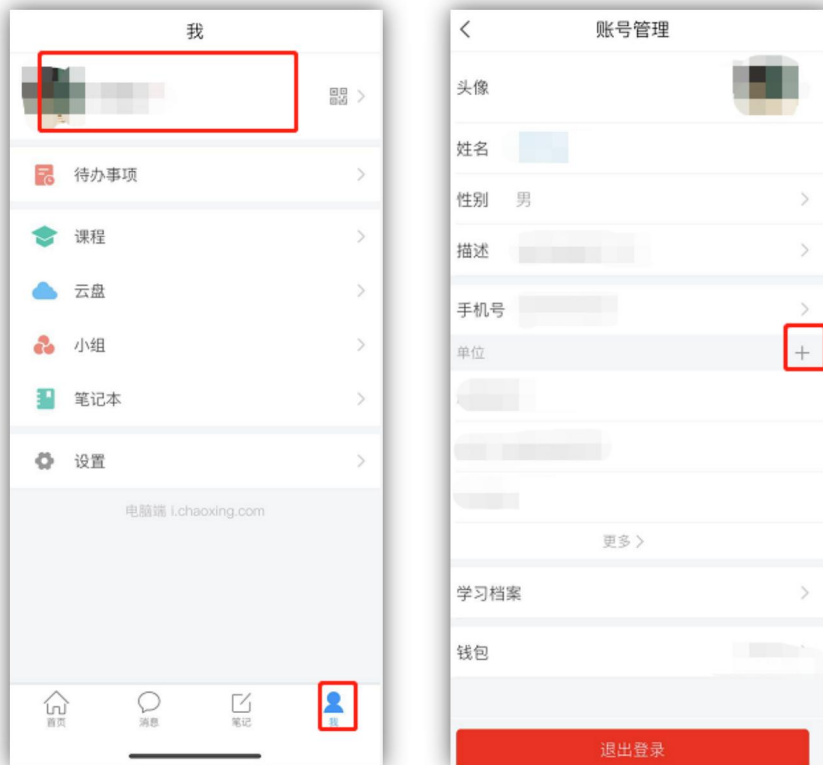 我
待办事项
课程
云盘
小组
笔记本
设置
电脑端 i.chaoxing.com
首页
消息
笔记
我
账号管理
头像
姓名
性别 男
描述
手机号
单位
更多
学习档案
钱包
退出登录